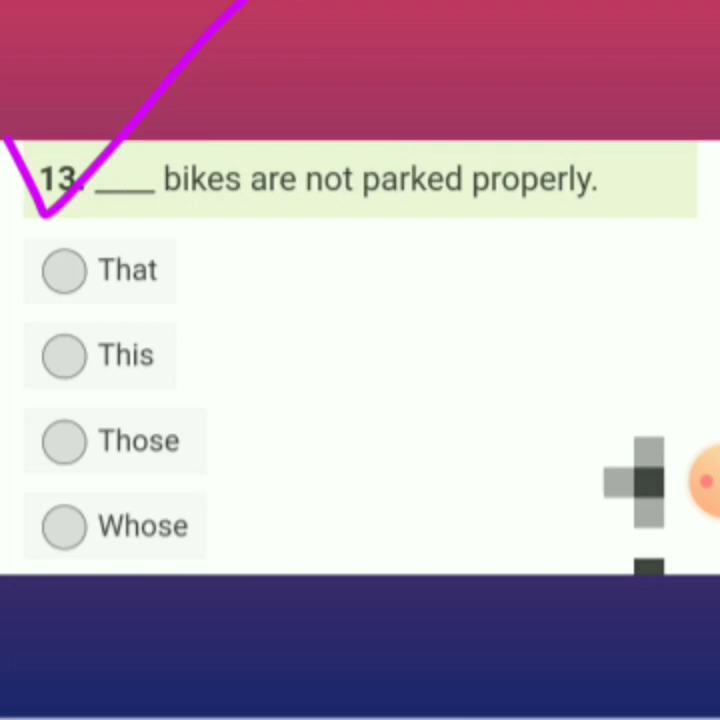 13. ____ bikes are not parked properly.
That
This
Those
Whose